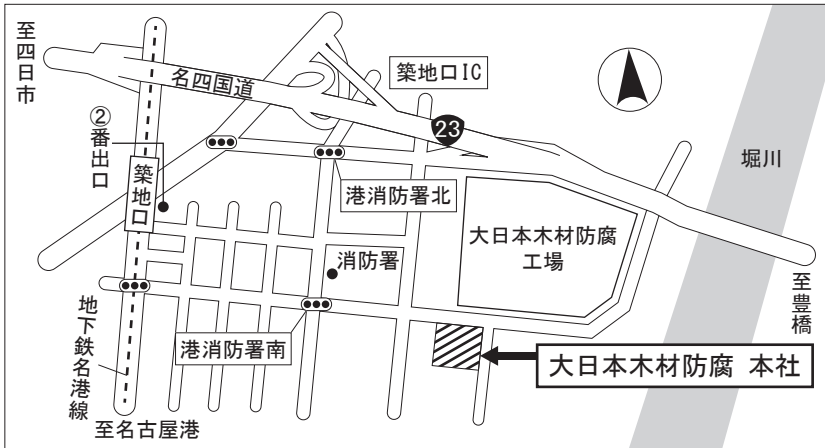 至四日市
名四国道
築地口IC
23
②番出口
築地口
港消防署北
堀川
大日本木材防腐
工場
消防署
至豊橋
地下鉄名港線
港消防署南
大日本木材防腐 本社
至名古屋港